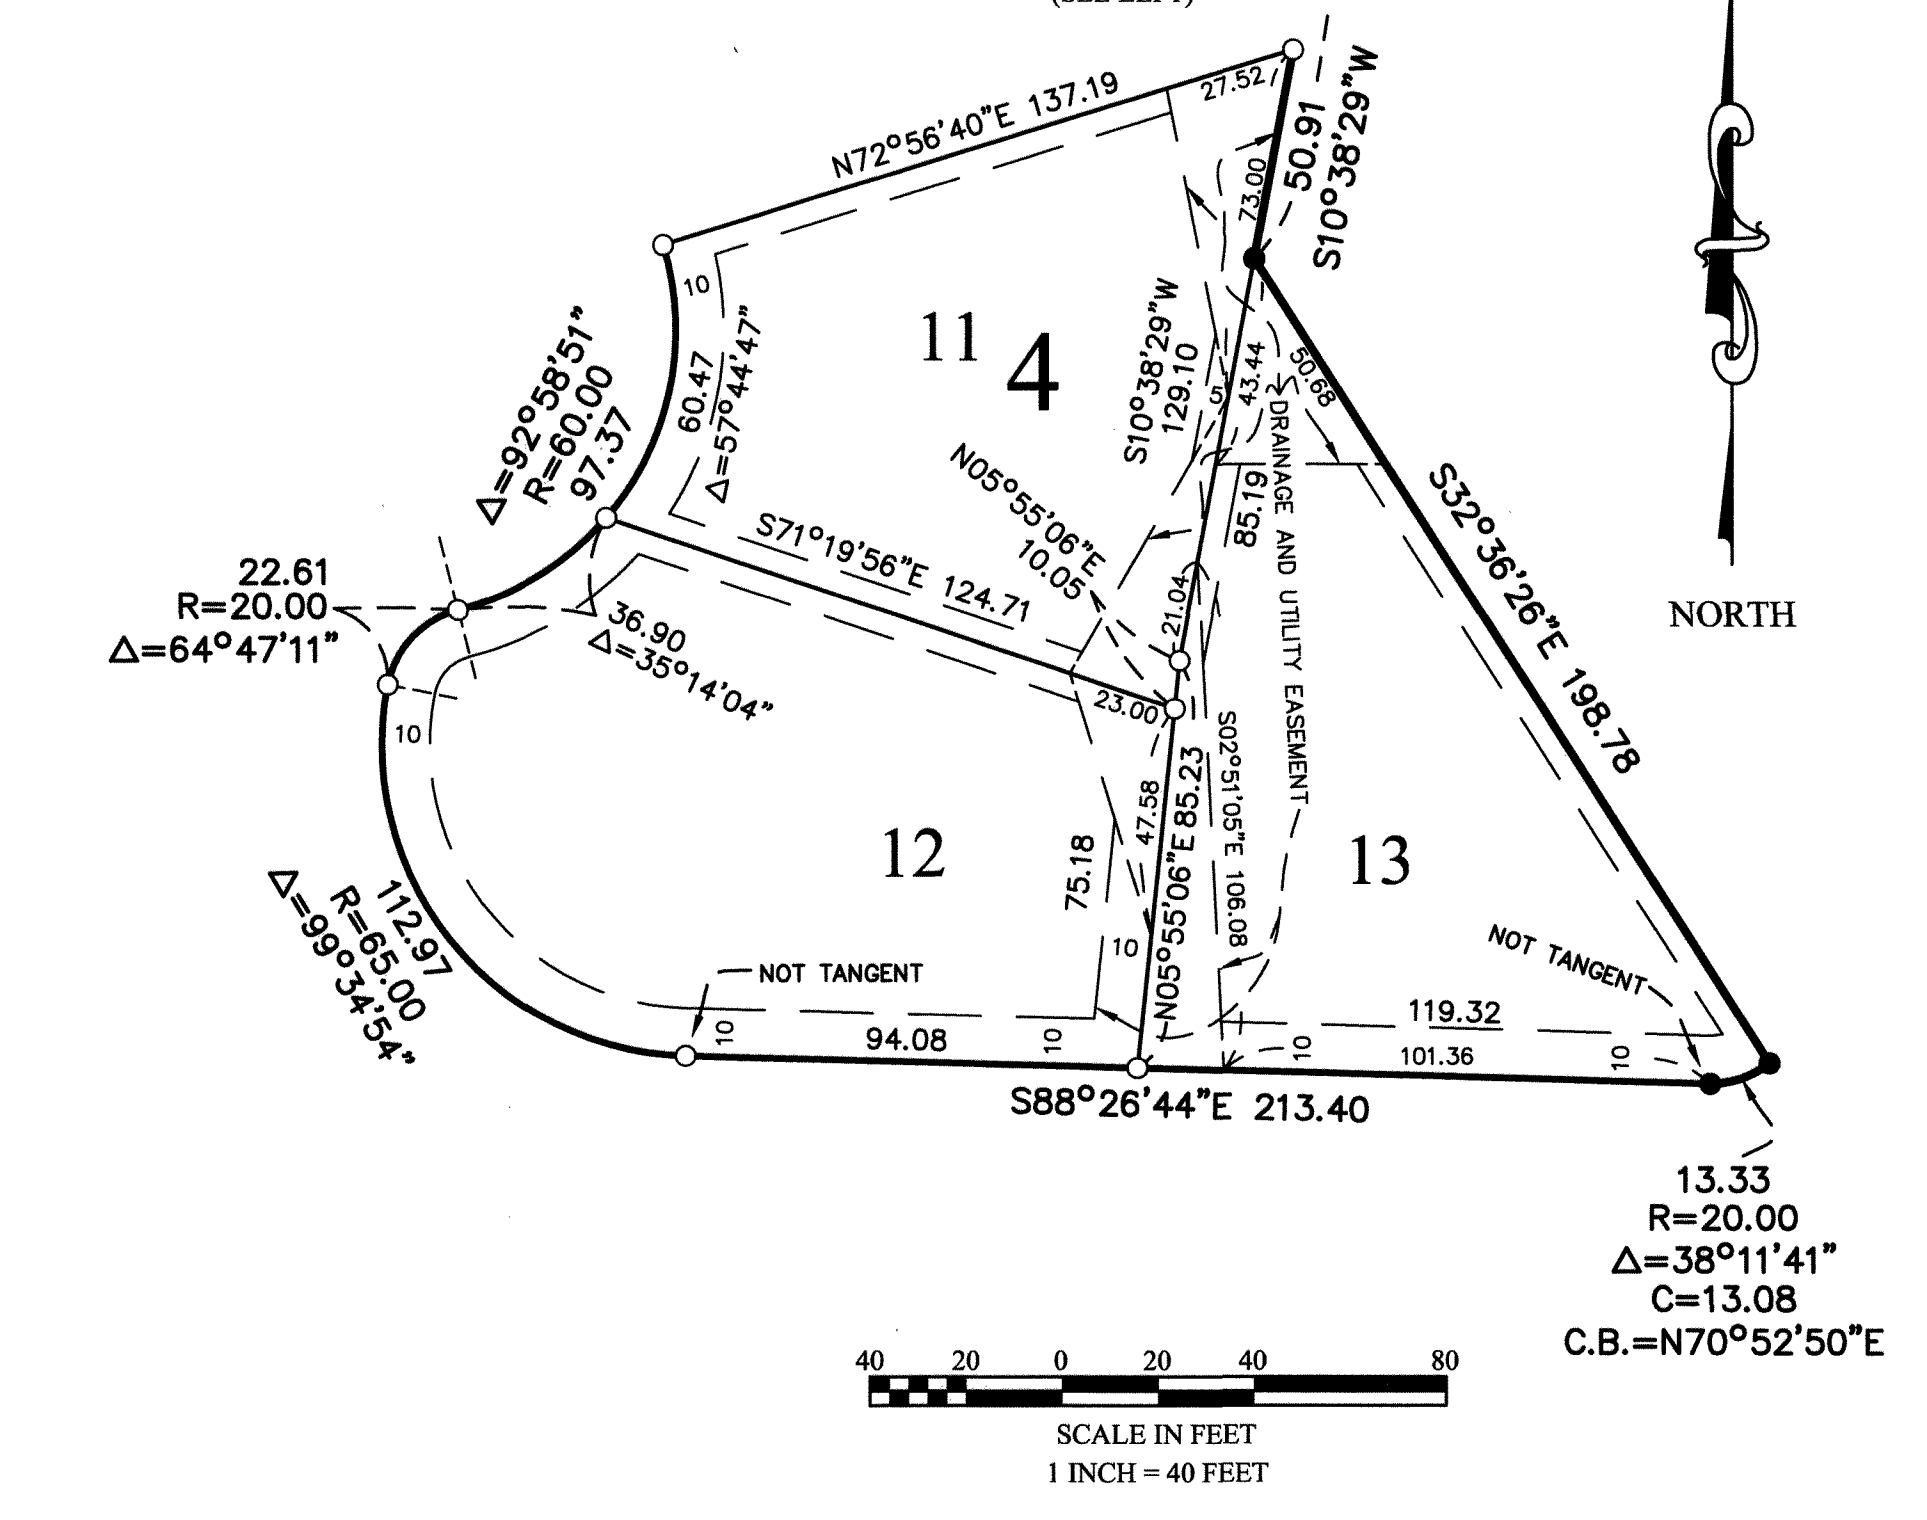 N72°56'40"E 137.19
27.52
50.91
S10°38'29"W
73.00
10
11
4
60.47
Δ=57°44'47"
Δ=92°58'51"
R=60.00
97.37
S10°38'29"W
129.10
5
43.44
50.68
N05°55'06"E
10.05
85.19
DRAINAGE AND UTILITY EASEMENT
S32°36'26"E 198.78
S71°19'56"E 124.71
21.04
22.61
R=20.00
Δ=64°47'11"
36.90
Δ=35°14'04"
NORTH
23.00
10
12
13
47.58
75.18
N05°55'06"E 85.23
S02°51'05"E 106.08
10
112.97
R=65.00
Δ=99°34'54"
NOT TANGENT
NOT TANGENT
10
94.08
10
119.32
10
101.36
10
S88°26'44"E 213.40
13.33
R=20.00
Δ=38°11'41"
C=13.08
C.B.=N70°52'50"E
40 20 0 20 40 80
SCALE IN FEET
1 INCH = 40 FEET